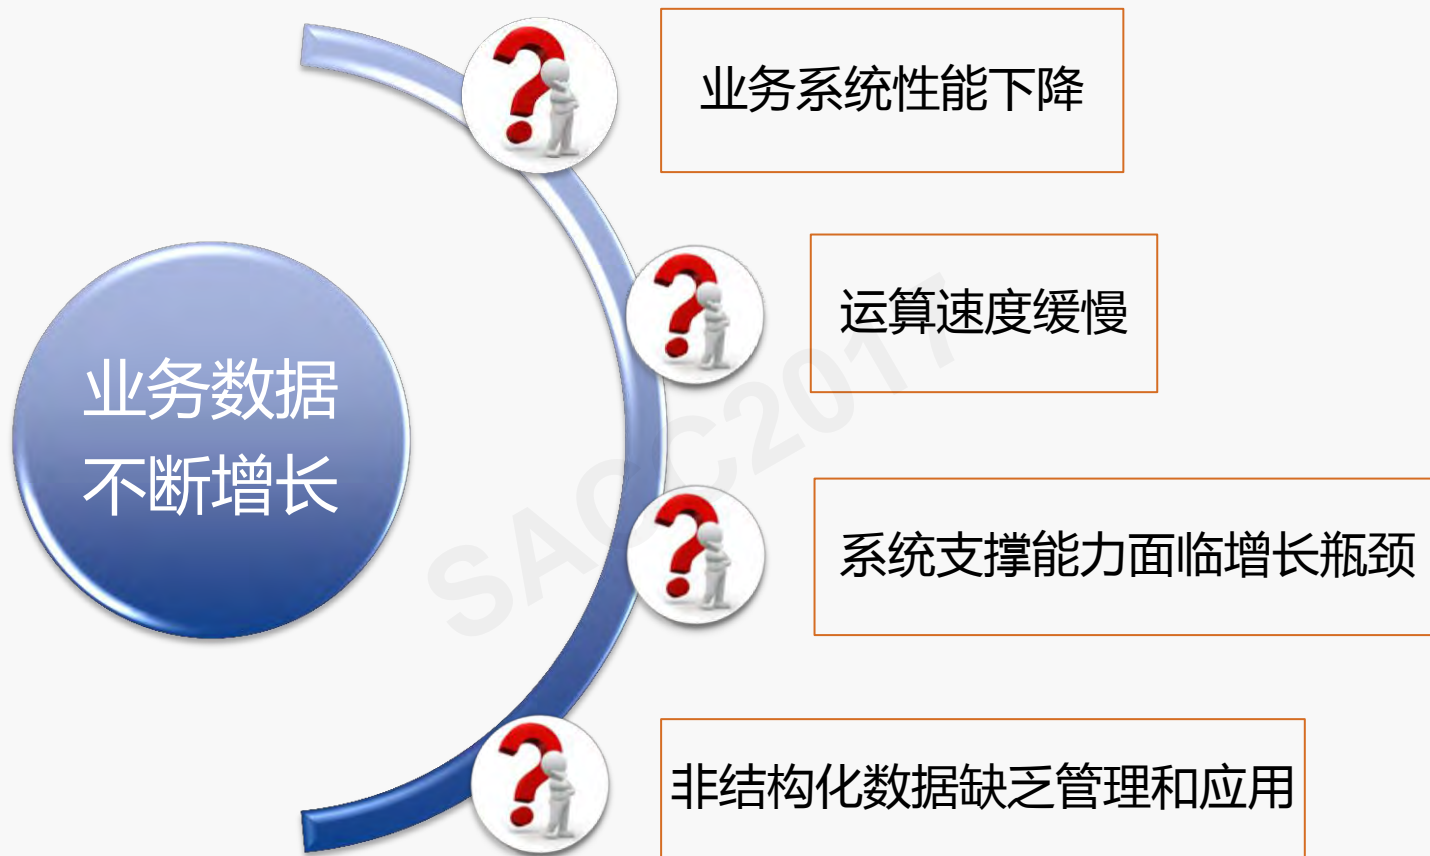 业务系统性能下降
运算速度缓慢
业务数据
不断增长
系统支撑能力面临增长瓶颈
非结构化数据缺乏管理和应用
SACC2017